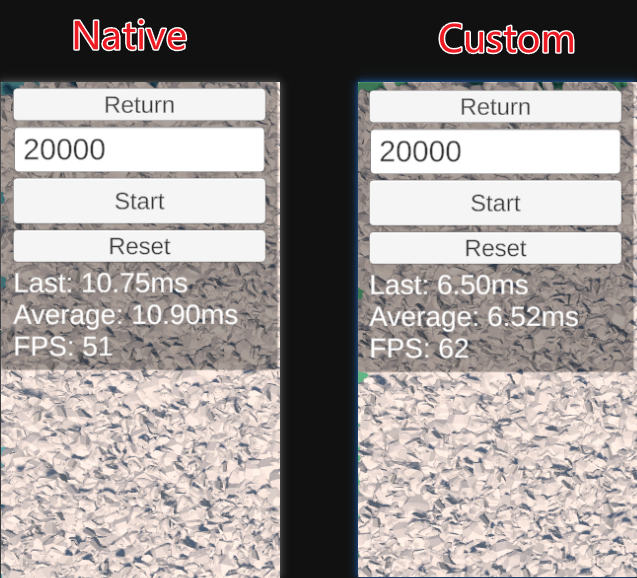 Native
Return
20000
Start
Reset
Last: 10.75ms
Average: 10.90ms
FPS: 51
Custom
Return
20000
Start
Reset
Last: 6.50ms
Average: 6.52ms
FPS: 62